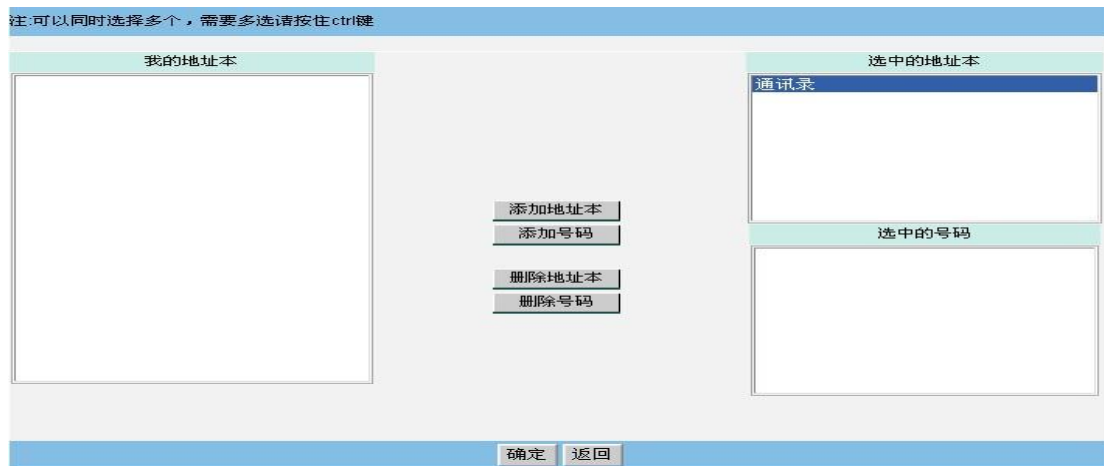 注:可以同时选择多个，需要多选请按住ctrl键
我的地址本
选中的地址本
通讯录
添加地址本
添加号码
选中的号码
删除地址本
删除号码
确定 返回